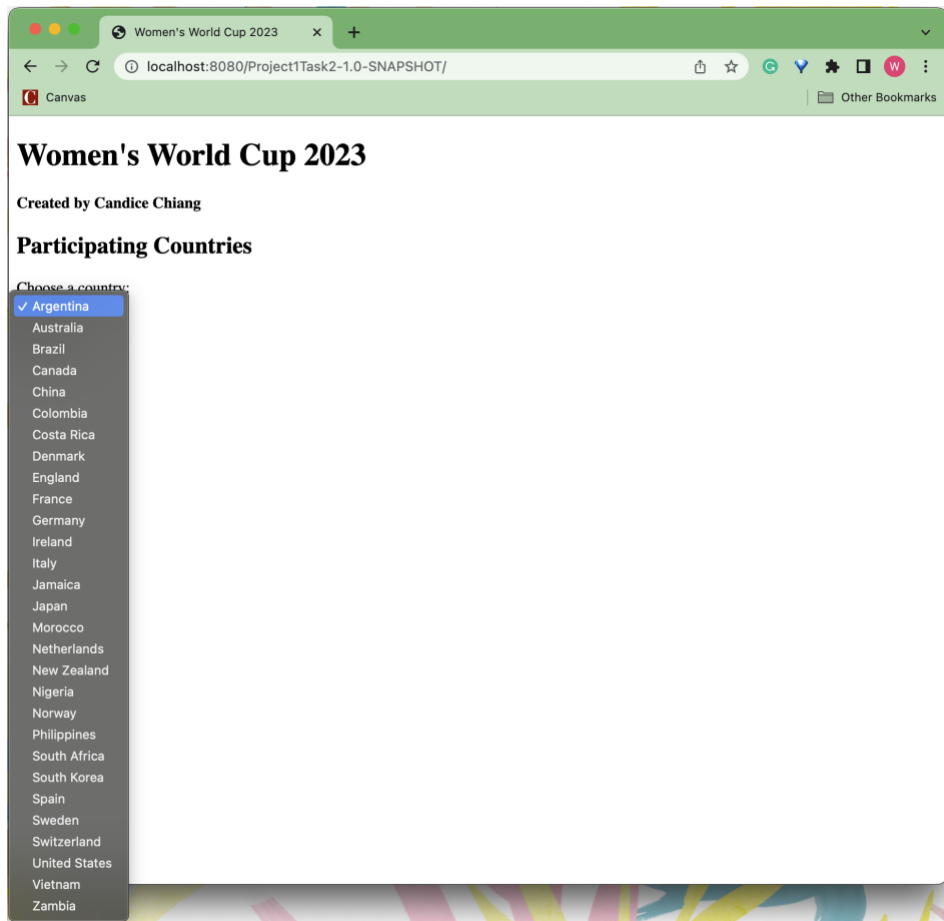 Women's World Cup 2023
localhost:8080/Project1Task2-1.0-SNAPSHOT/
W
Canvas
Other Bookmarks
Women's World Cup 2023
Created by Candice Chiang
Participating Countries
Choose a country:
Argentina
Australia
Brazil
Canada
China
Colombia
Costa Rica
Denmark
England
France
Germany
Ireland
Italy
Jamaica
Japan
Morocco
Netherlands
New Zealand
Nigeria
Norway
Philippines
South Africa
South Korea
Spain
Sweden
Switzerland
United States
Vietnam
Zambia